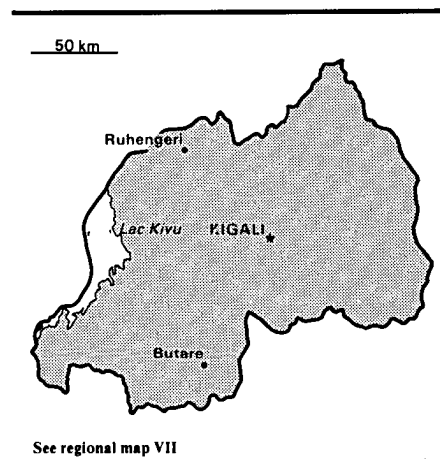 50 km
Ruhengeri
Lac Kivu KIGALI
Butare
See regional map VII